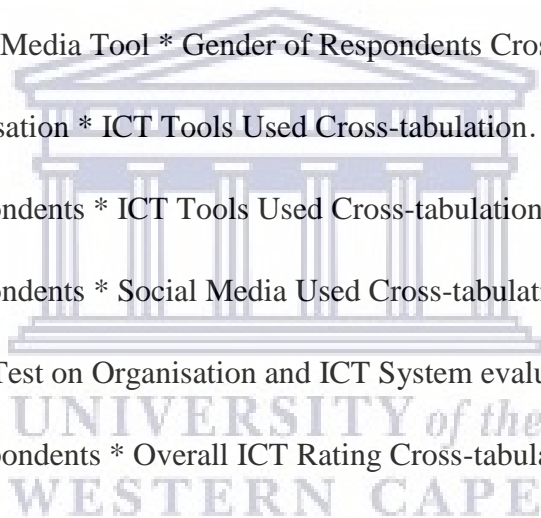 Media Tool * Gender of Respondents Cros
sation * ICT Tools Used Cross-tabulation.
ondents * ICT Tools Used Cross-tabulation
ondents * Social Media Used Cross-tabulati
Test on Organisation and ICT System evalu
UNIVERSITY of the
pondents * Overall ICT Rating Cross-tabula
WESTERN CAPE